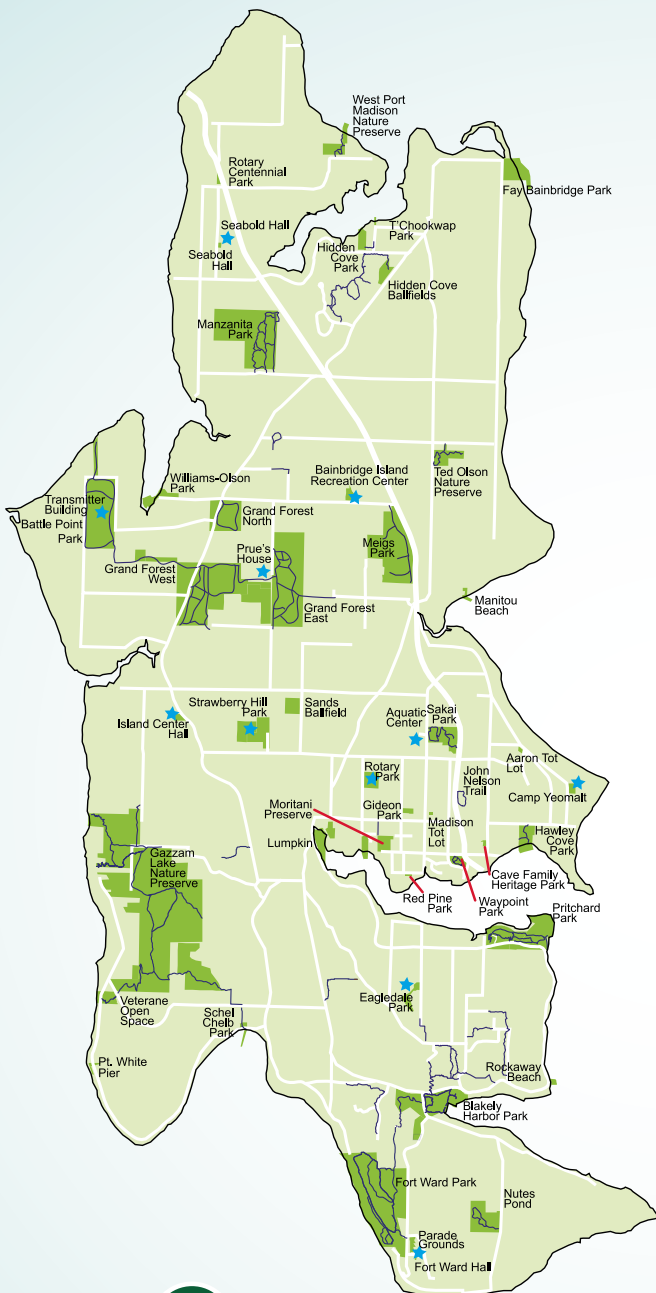 West Port
Madison
Nature
Preserve
Rotary
Centennial
Park
Fay Bainbridge Park
Seabold Hall
Seabold
Hall
T'Chookwap
Park
Hidden
Cove
Park
Hidden Cove
Ballfields
Manzanita
Park
Williams-Olson
Park
Bainbridge Island
Recreation Center
Ted Olson
Nature
Preserve
Transmitter
Building
Battle Point
Park
Grand Forest
North
Prue's
House
Meigs
Park
Grand Forest
West
Grand Forest
East
Manitou
Beach
Strawberry Hill
Park
Sands
Ballfield
Island Center
Hall
Aquatic
Center
Sakai
Park
Aaron Tot
Lot
Rotary
Park
John
Nelson
Trail
Camp Yeomalt
Moritani
Preserve
Gideon Park
Madison
Tot
Lot
Hawley
Cove
Park
Lumpkin
Gazzam
Lake
Nature
Preserve
Cave Family
Heritage Park
Red Pine
Park
Waypoint
Park
Pritchard
Park
Eagledale
Park
Veterane
Open
Space
Schel
Chelb
Park
Pt. White
Pier
Rockaway
Beach
Blakely
Harbor Park
Fort Ward Park
Nutes
Pond
Parade
Grounds
Fort Ward Hall